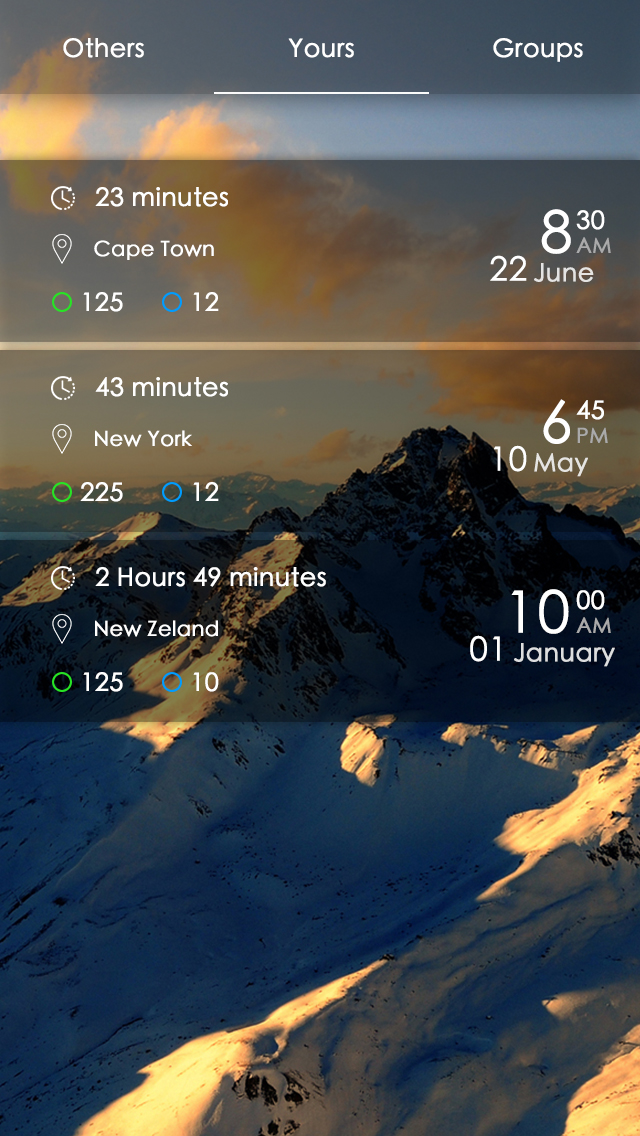 Others Yours Groups
23 minutes
Cape Town
125 12
8 30 AM
22 June
43 minutes
New York
225 12
6 45 PM
10 May
2 Hours 49 minutes
New Zeland
125 10
10 00 AM
01 January